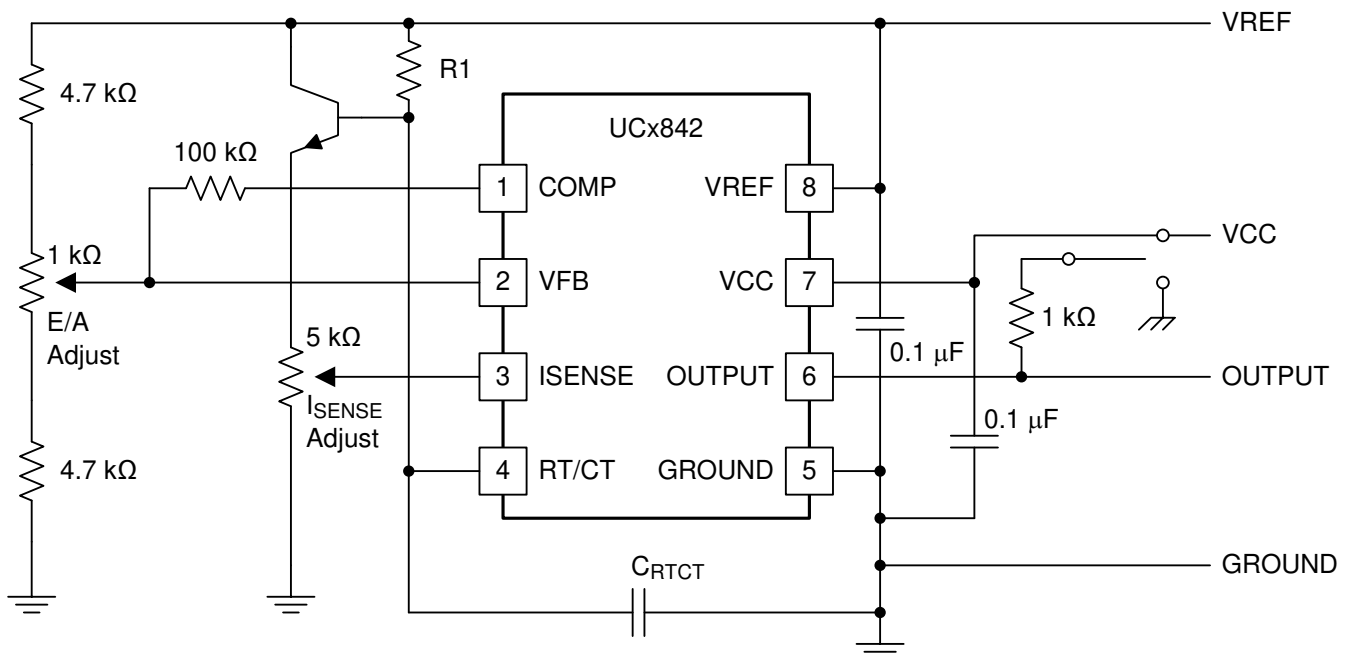 VREF
R1
4.7 kΩ
UCx842
100 kΩ
1 COMP
VREF 8
1 kΩ
VCC
2 VFB
VCC 7
1 kΩ
E/A
Adjust
5 kΩ
0.1 μF
3 ISENSE
OUTPUT 6
OUTPUT
ISENSE
Adjust
0.1 μF
4.7 kΩ
4 RT/CT
GROUND 5
CRTCT
GROUND